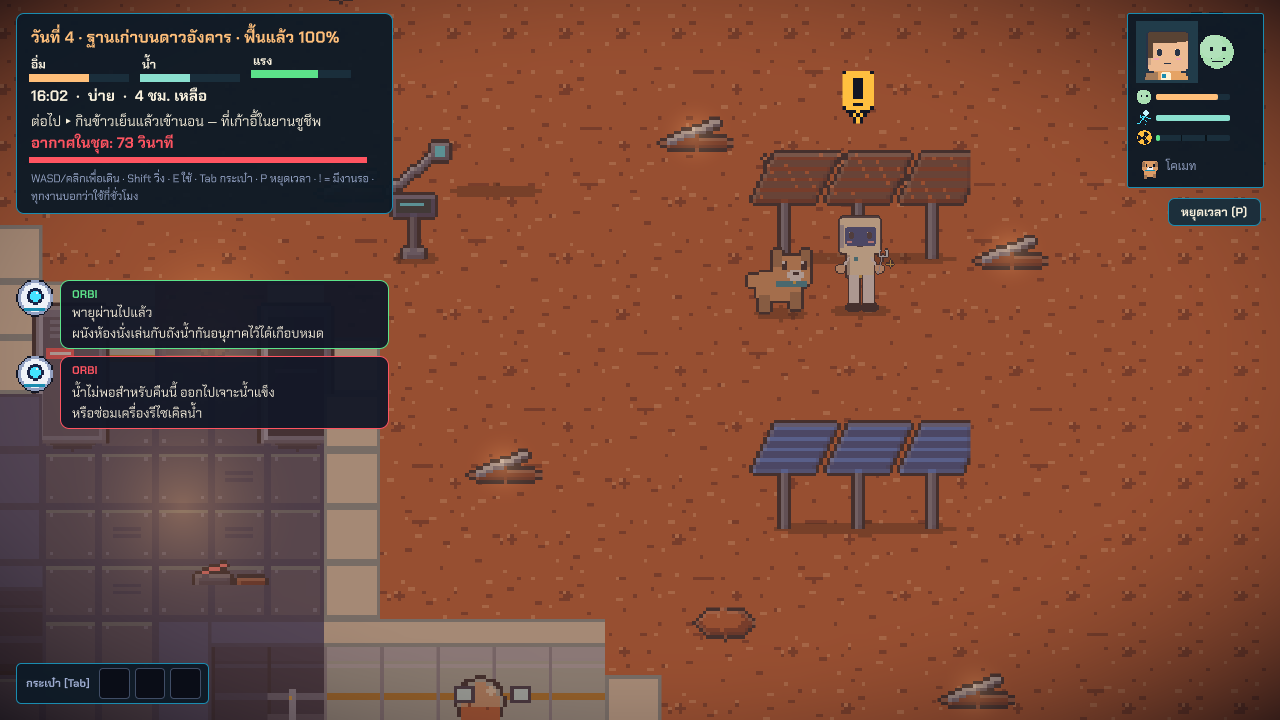 วันที่ 4 · ฐานเก่าบนดาวอังคาร · ฟื้นแล้ว 100%
อิ่ม น้ำ แรง
16:02 · บ่าย · 4 ชม. เหลือ
ต่อไป ▸ กินข้าวเย็นแล้วเข้านอน — ที่เก้าอี้ในยานชูชีพ
อากาศในชุด: 73 วินาที
WASD/คลิกเพื่อเดิน · Shift วิ่ง · E ใช้ · Tab กระเป๋า · P หยุดเวลา · ! = มีงานรอ ·
ทุกงานบอกว่าใช้กี่ชั่วโมง
โคเมท
หยุดเวลา (P)
ORBI
พายุผ่านไปแล้ว
ผนังห้องนั่งเล่นกับถังน้ำกันอนุภาคไว้ได้เกือบหมด
ORBI
น้ำไม่พอสำหรับคืนนี้ ออกไปเจาะน้ำแข็ง
หรือซ่อมเครื่องรีไซเคิลน้ำ
กระเป๋า [Tab]